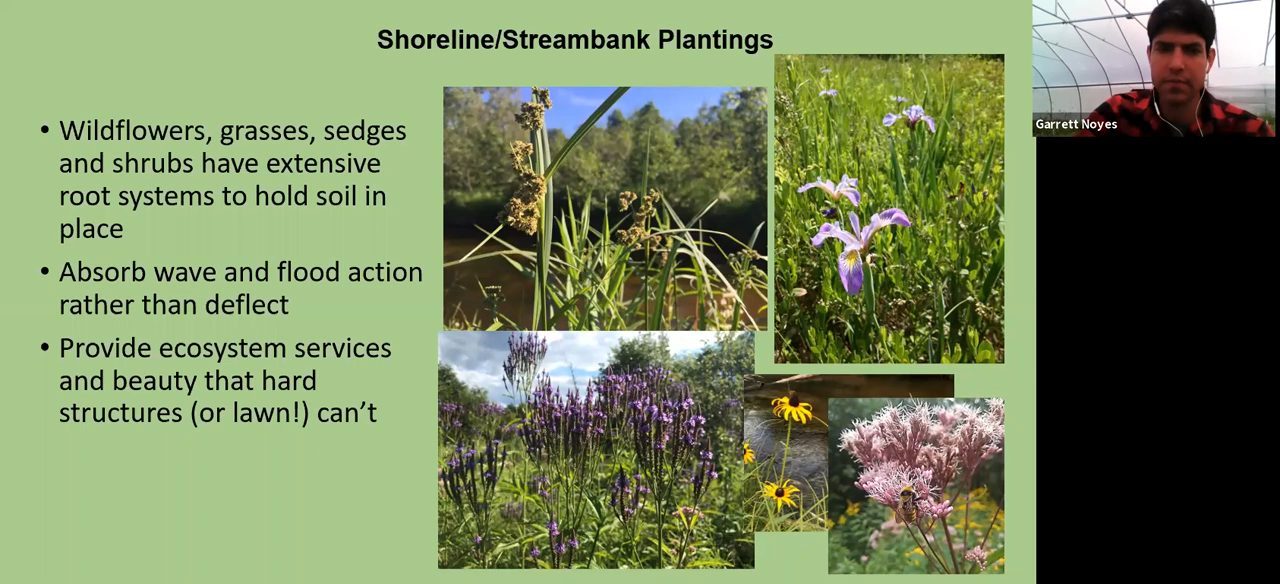 Shoreline/Streambank Plantings
Garrett Noyes
• Wildflowers, grasses, sedges
and shrubs have extensive
root systems to hold soil in
place
• Absorb wave and flood action
rather than deflect
• Provide ecosystem services
and beauty that hard
structures (or lawn!) can’t